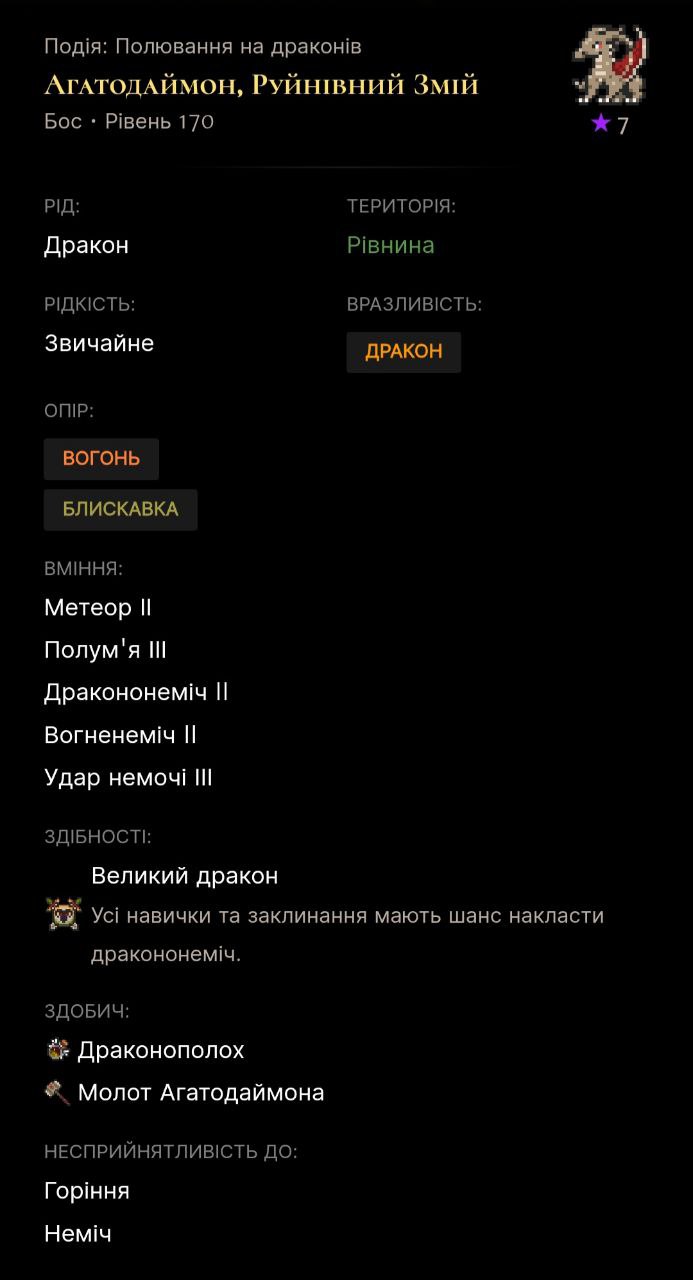 Подія: Полювання на драконів
Агатодаймон, Руйнівний Змій
Бос • Рівень 170
★ 7
РІД:
Дракон
ТЕРИТОРІЯ:
Рівнина
РІДКІСТЬ:
Звичайне
ВРАЗЛИВІСТЬ:
ДРАКОН
ОПІР:
ВОГОНЬ
БЛИСКАВКА
ВМІННЯ:
Метеор II
Полум'я III
Дракононеміч II
Вогненеміч II
Удар немочі III
ЗДІБНОСТІ:
Великий дракон
Усі навички та заклинання мають шанс накласти
дракононеміч.
ЗДОБИЧ:
Драконополох
Молот Агатодаймона
НЕСПРИЙНЯТЛИВІСТЬ ДО:
Горіння
Неміч